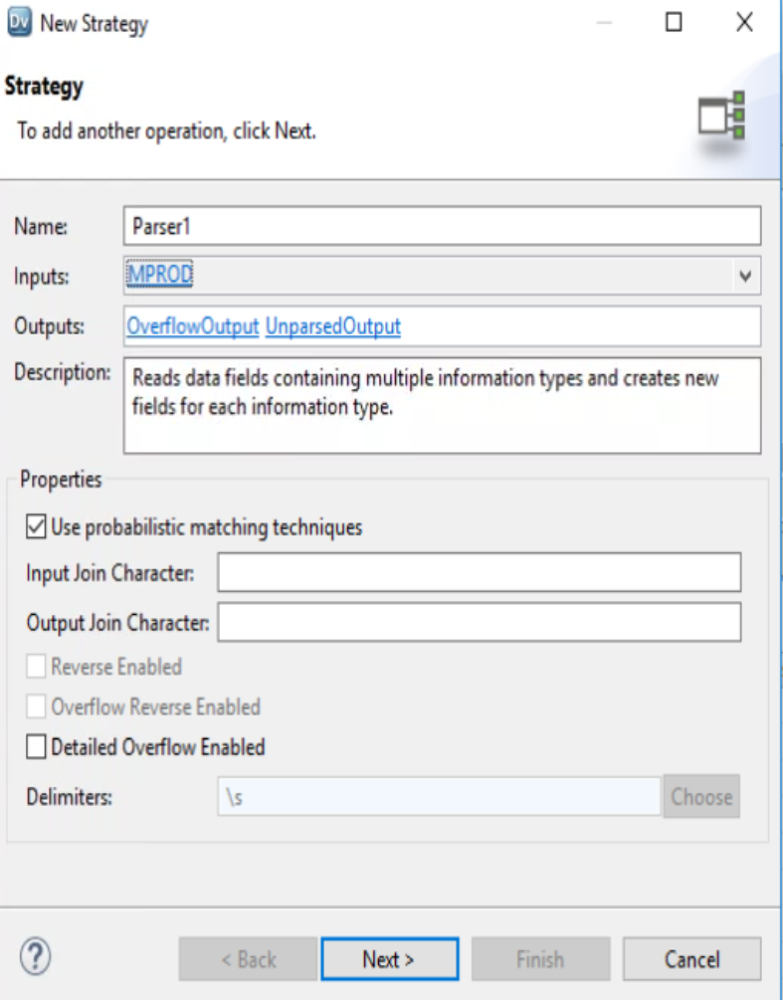 Dv New Strategy
Strategy
To add another operation, click Next.
Name: Parser1
Inputs: MPROD
Outputs: OverflowOutput UnparsedOutput
Description: Reads data fields containing multiple information types and creates new
fields for each information type.
Properties
Use probabilistic matching techniques
Input Join Character:
Output Join Character:
Reverse Enabled
Overflow Reverse Enabled
Detailed Overflow Enabled
Delimiters: \s Choose
? < Back Next > Finish Cancel